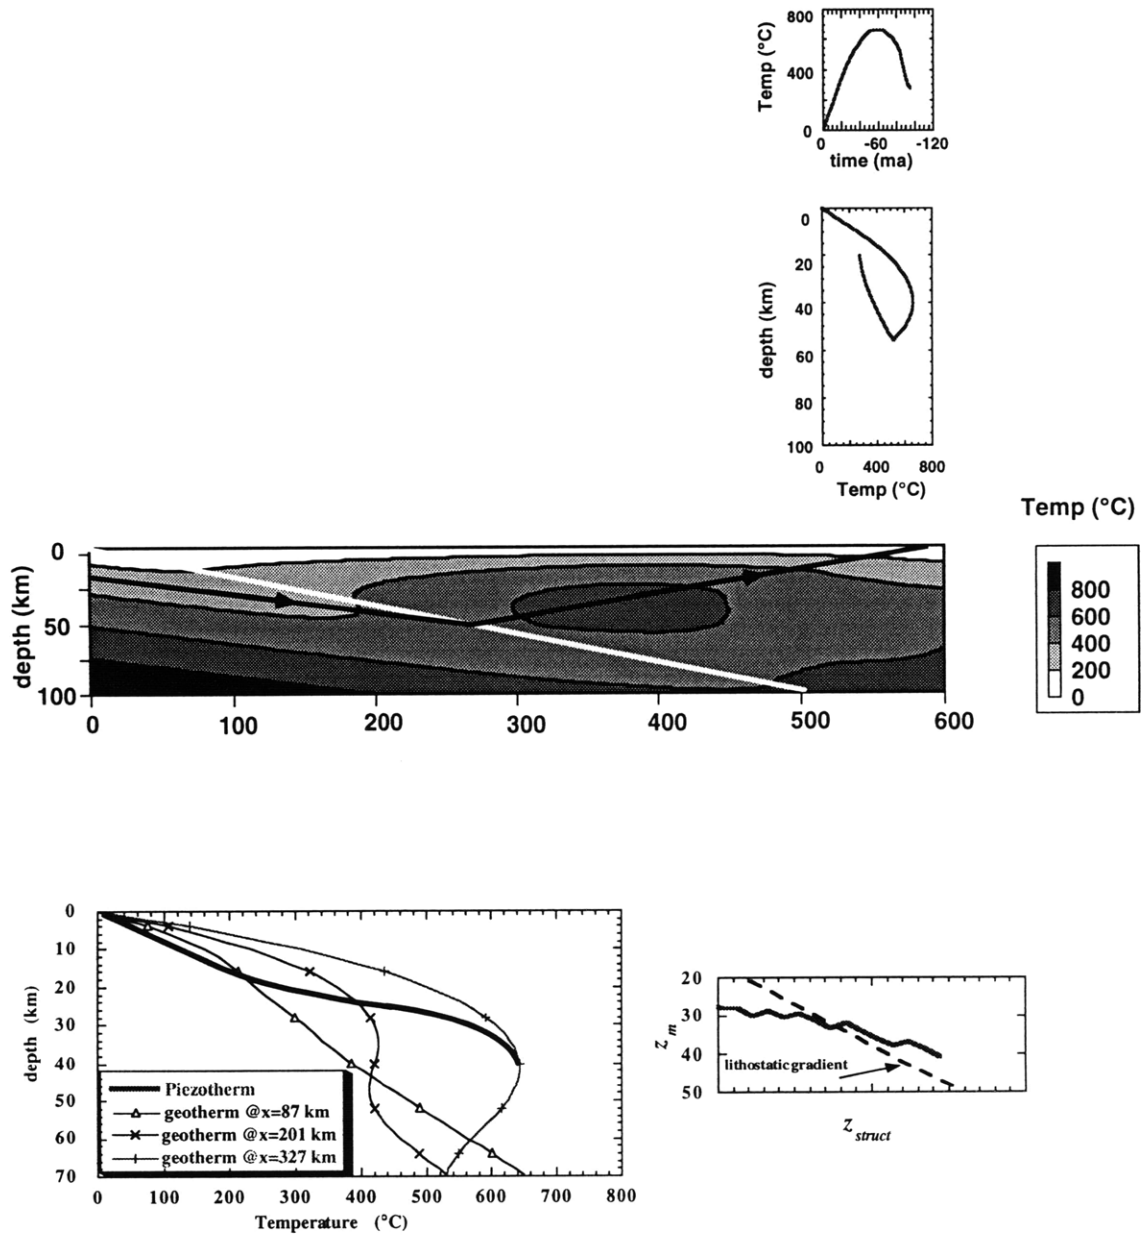 800
400
0
Temp (°C)
0 -60 -120
time (ma)
0
20
40
60
80
100
depth (km)
0 400 800
Temp (°C)
Temp (°C)
800
600
400
200
0
0
50
100
depth (km)
0 100 200 300 400 500 600
0
10
20
30
40
50
60
70
depth (km)
Piezotherm
geotherm @x=87 km
geotherm @x=201 km
geotherm @x=327 km
0 100 200 300 400 500 600 700 800
Temperature (°C)
20
30
40
50
z_m
lithostatic gradient
z_struct